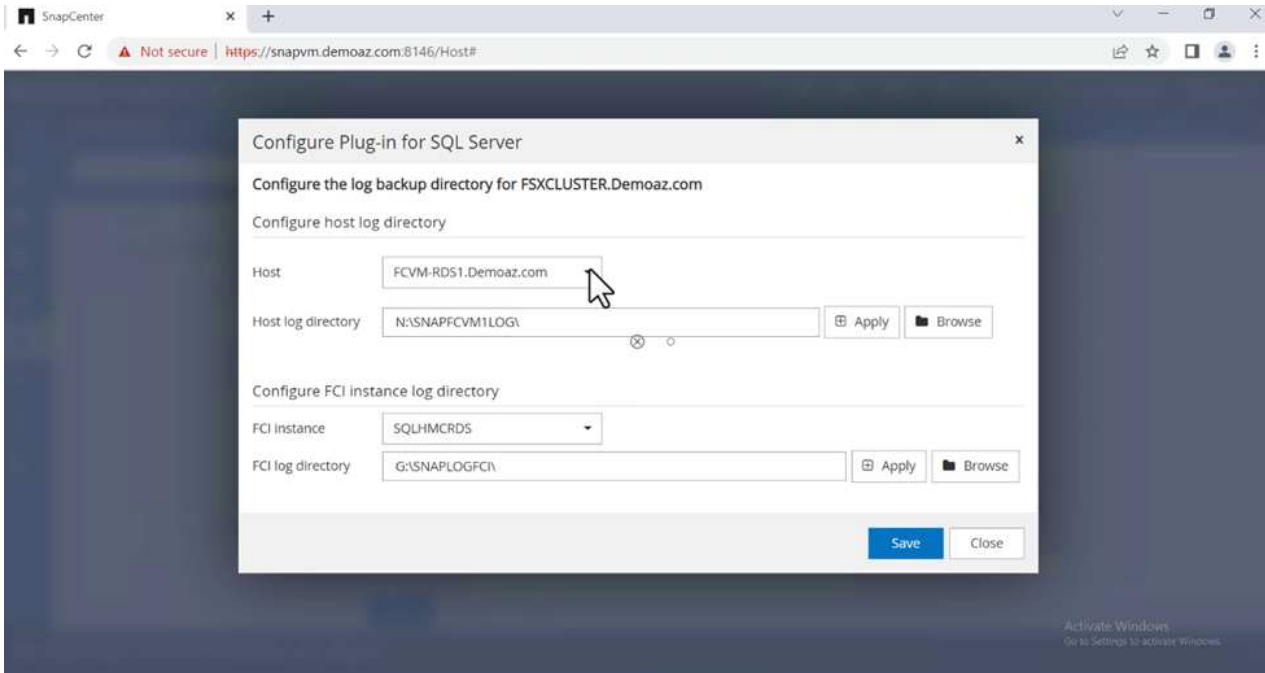 SnapCenter
Not secure https://snapvm.demoaz.com:8146/Host#
Configure Plug-in for SQL Server
Configure the log backup directory for FSXCLUSTER.Demoaz.com
Configure host log directory
Host FCVM-RDS1.Demoaz.com
Host log directory N:\SNAPFCVM1LOG\ Apply Browse
Configure FCI instance log directory
FCI instance SQLHMCRDS
FCI log directory G:\SNAPLOGFCI\ Apply Browse
Save Close
Activate Windows
Go to Settings to activate Windows.